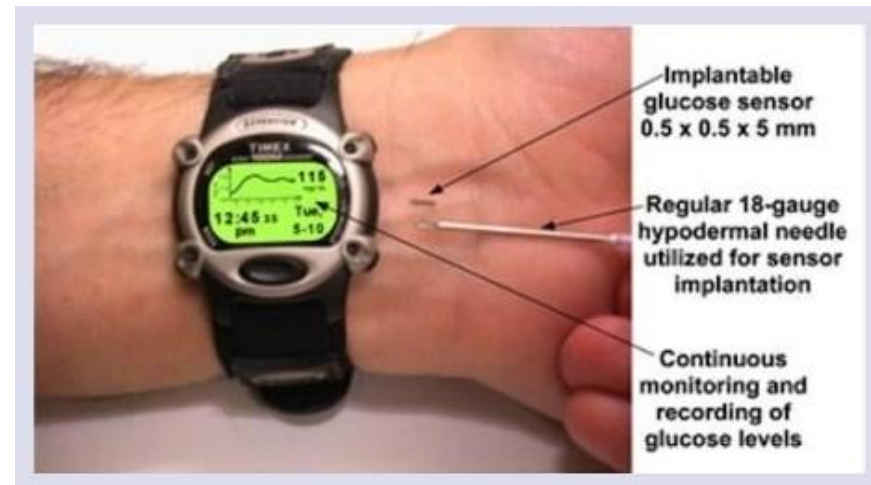 TIMEX
115
12:45 35
Tue,
pm
5-10
Implantable
glucose sensor
0.5 x 0.5 x 5 mm
Regular 18-gauge
hypodermal needle
utilized for sensor
implantation
Continuous
monitoring and
recording of
glucose levels